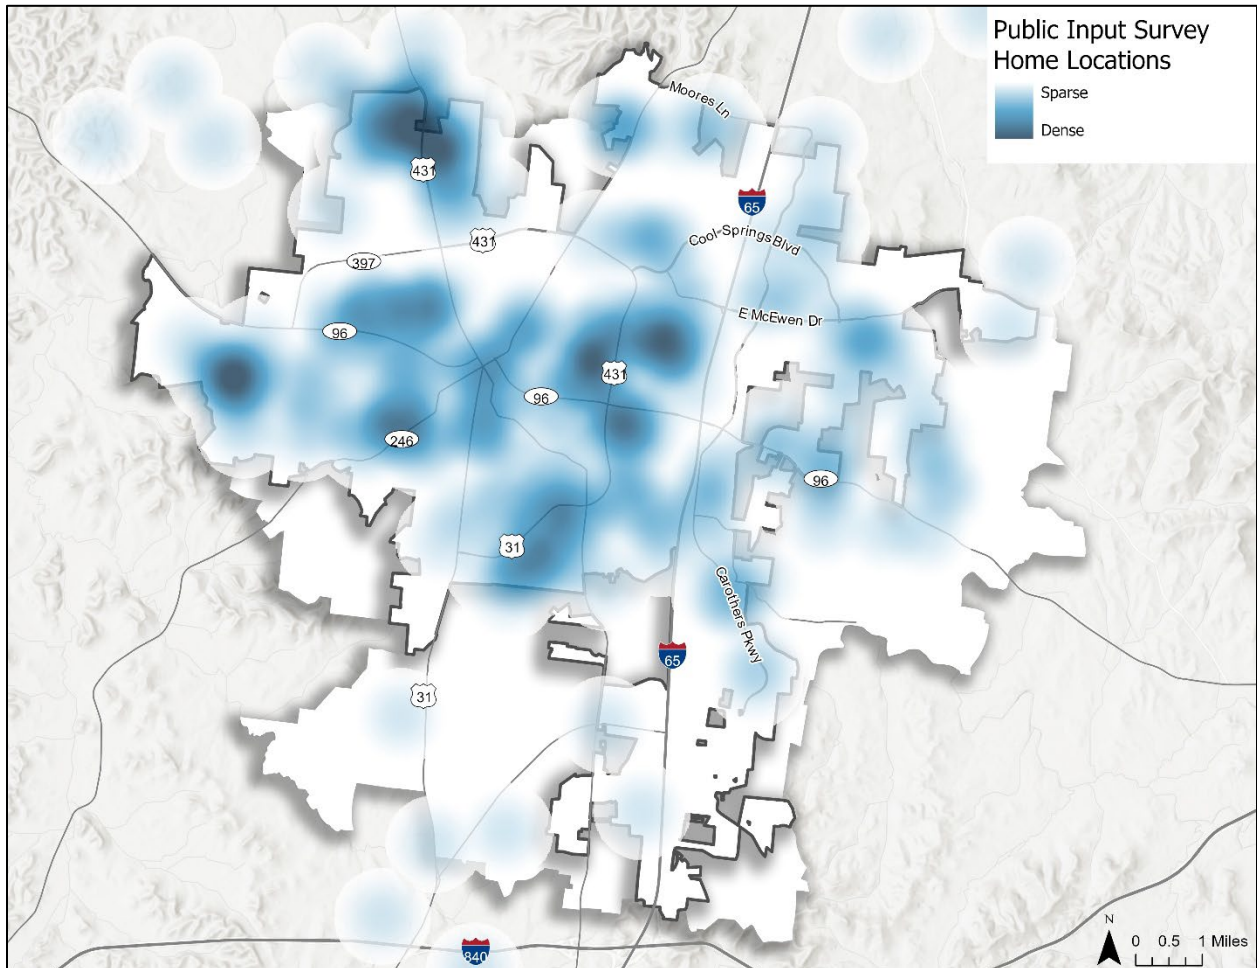 Public Input Survey
Home Locations
Sparse
Dense
Moores Ln
431
65
Cool Springs Blvd
431
397
E McEwen Dr
96
431
96
246
96
31
Carothers Pkwy
65
31
840
N
0 0.5 1 Miles